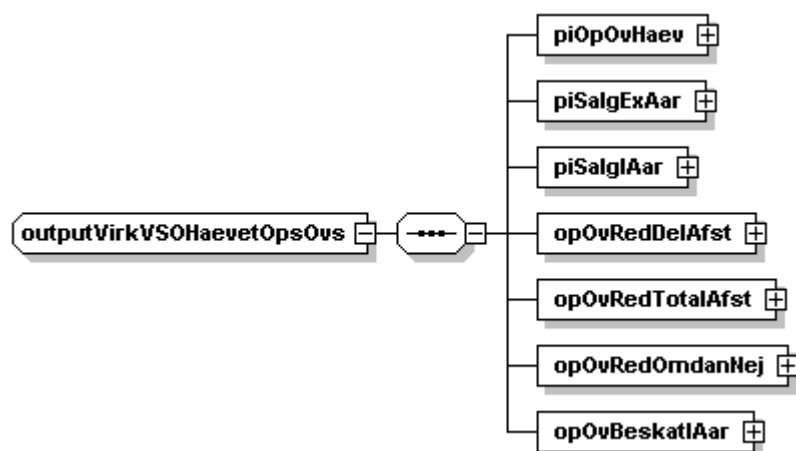 piOpOvHaev
piSalgExAar
piSalgIAar
outputVirkVSOHaevetOpsOvs
opOvRedDelAfst
opOvRedTotalAfst
opOvRedOmdanNej
opOvBeskatIAar